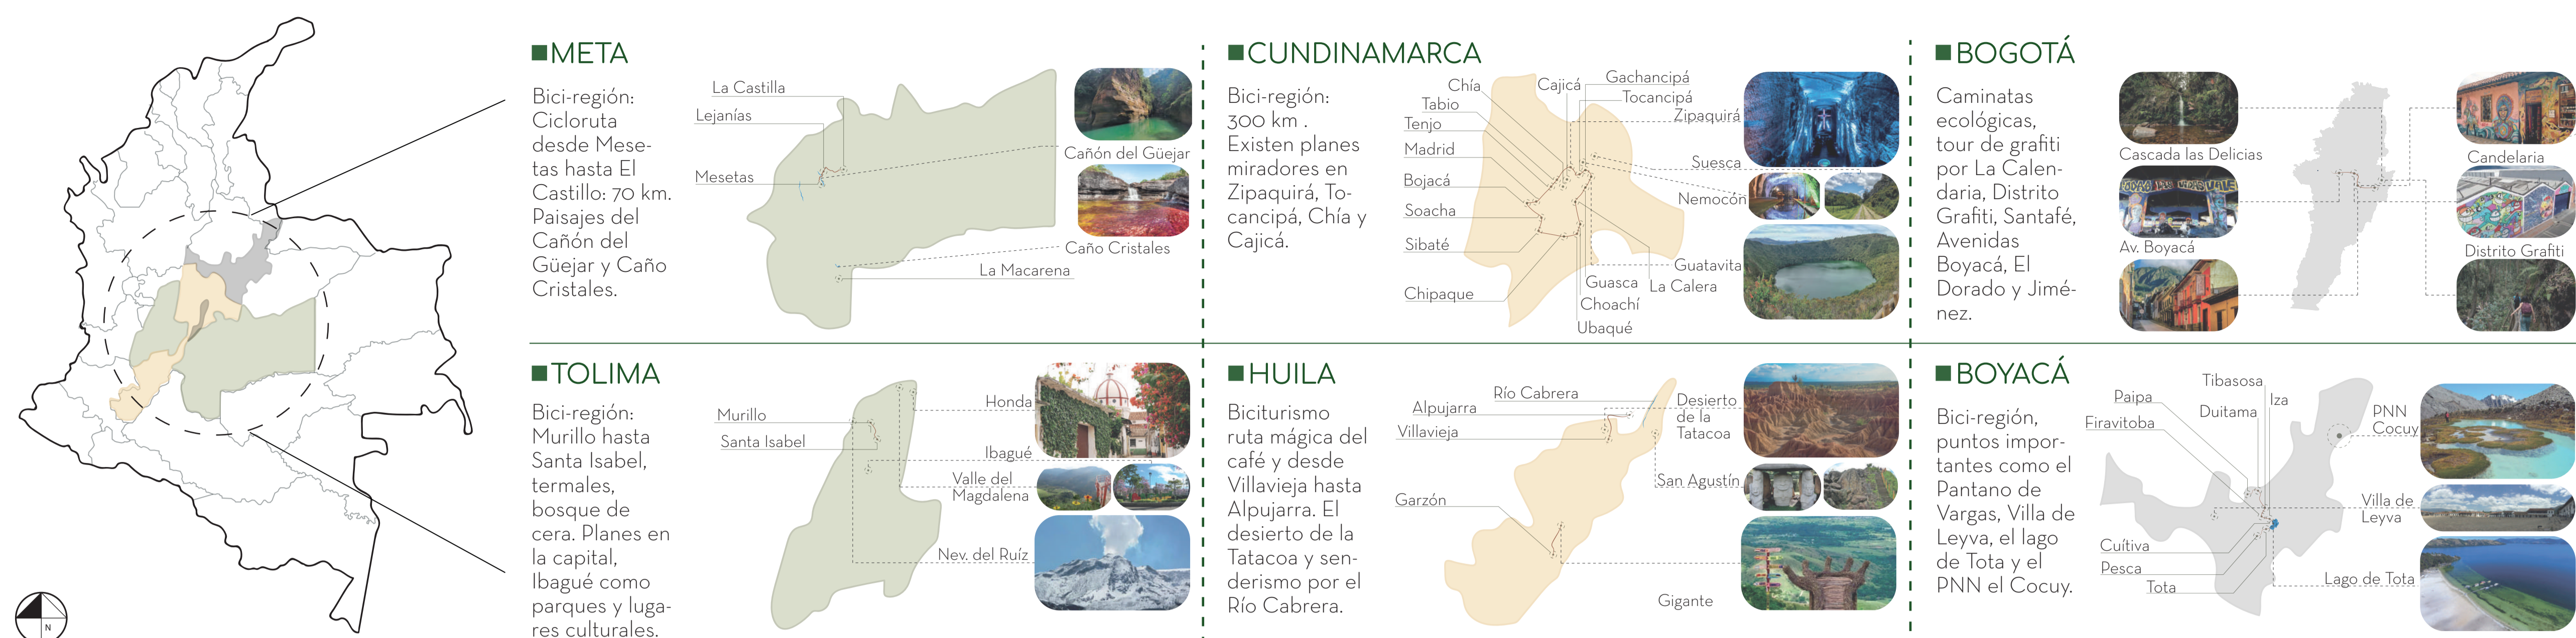 META
Bici-región:
Cicloruta
desde Mese-
tas hasta El
Castillo: 70 km.
Paisajes del
Cañón del
Güejar y Caño
Cristales.
La Castilla
Lejanías
Mesetas
Cañón del Güejar
Caño Cristales
La Macarena
CUNDINAMARCA
Bici-región:
300 km .
Existen planes
miradores en
Zipaquirá, To-
cancipá, Chía y
Cajicá.
Chía
Tabio
Tenjo
Madrid
Bojacá
Soacha
Sibaté
Chipaque
Cajicá
Gachancipá
Tocancipá
Zipaquirá
Suesca
Nemocón
Guatavita
La Calera
Guasca
Choachí
Ubaqué
BOGOTÁ
Caminatas
ecológicas,
tour de grafiti
por La Calen-
daria, Distrito
Grafiti, Santafé,
Avenidas
Boyacá, El
Dorado y Jimé-
nez.
Cascada las Delicias
Av. Boyacá
Candelaria
Distrito Grafiti
TOLIMA
Bici-región:
Murillo hasta
Santa Isabel,
termales,
bosque de
cera. Planes en
la capital,
Ibagué como
parques y luga-
res culturales.
Murillo
Santa Isabel
Honda
Ibagué
Valle del
Magdalena
Nev. del Ruíz
HUILA
Biciturismo
ruta mágica del
café y desde
Villavieja hasta
Alpujarra. El
desierto de la
Tatacoa y sen-
derismo por el
Río Cabrera.
Río Cabrera
Alpujarra
Villavieja
Garzón
Desierto
de la
Tatacoa
San Agustín
Gigante
BOYACÁ
Bici-región,
puntos impor-
tantes como el
Pantano de
Vargas, Villa de
Leyva, el lago
de Tota y el
PNN el Cocuy.
Tibasosa
Paipa
Iza
Duitama
Firavitoba
PNN
Cocuy
Villa de
Leyva
Cuítiva
Pesca
Tota
Lago de Tota
N